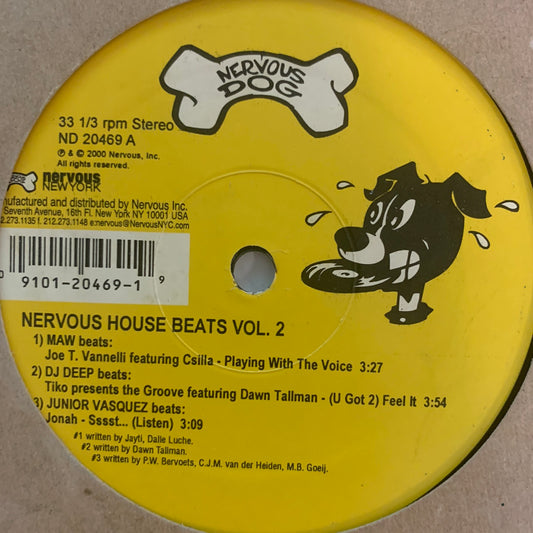 NERVOUS
DOG
33 1/3 rpm Stereo
ND 20469 A
℗ & © 2000 Nervous, Inc.
All rights reserved.
nervous
NEW YORK
nufactured and distributed by Nervous Inc.
Seventh Avenue, 16th Fl. New York NY 10001 USA
2.273.1135 f. 212.273.1148 e.nervous@NervousNYC.com
0 9101-20469-1 9
NERVOUS HOUSE BEATS VOL. 2
1) MAW beats:
Joe T. Vannelli featuring Csilla - Playing With The Voice 3:27
2) DJ DEEP beats:
Tiko presents the Groove featuring Dawn Tallman - (U Got 2) Feel It 3:54
3) JUNIOR VASQUEZ beats:
Jonah - Sssst... (Listen) 3:09
#1 written by Jayti, Dalle Luche.
#2 written by Dawn Tallman.
#3 written by P.W. Bervoets, C.J.M. van der Heiden, M.B. Goeij.